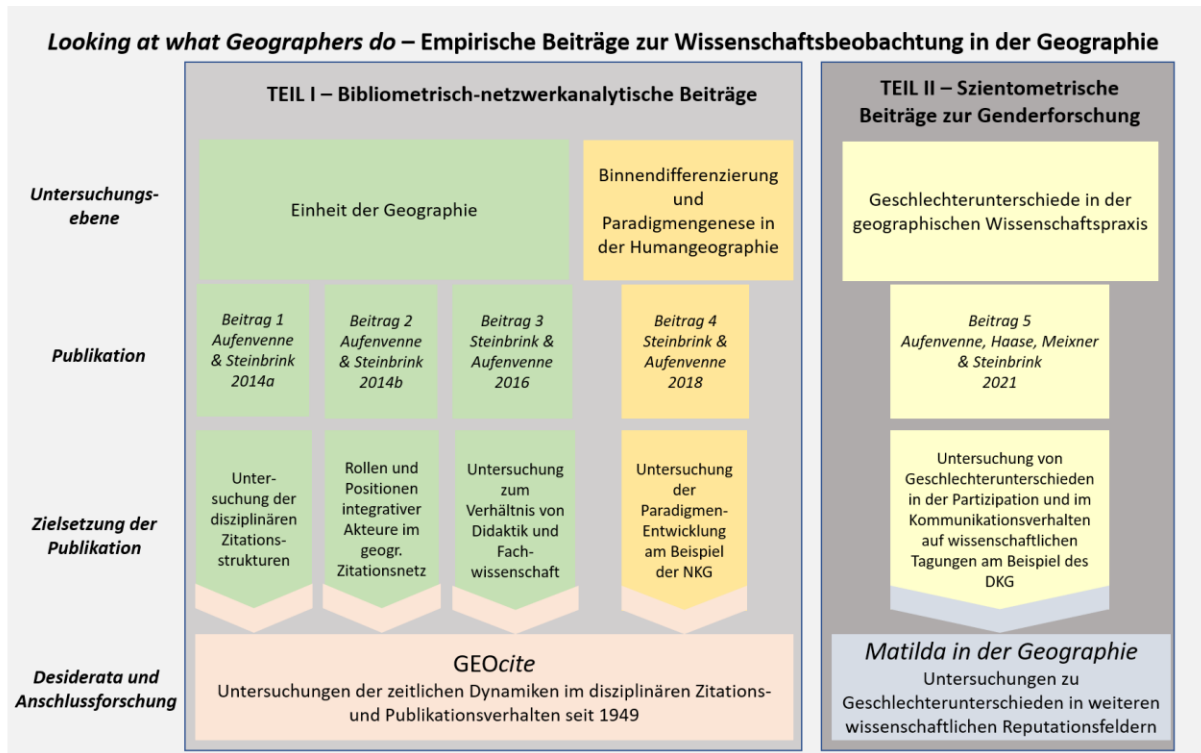 Looking at what Geographers do – Empirische Beiträge zur Wissenschaftsbeobachtung in der Geographie
TEIL I – Bibliometrisch-netzwerkanalytische Beiträge
TEIL II – Szientometrische
Beiträge zur Genderforschung
Untersuchungs-
ebene
Einheit der Geographie
Binnendifferenzierung
und
Paradigmengenese in
der Humangeographie
Geschlechterunterschiede in der
geographischen Wissenschaftspraxis
Publikation
Beitrag 1
Aufenvenne
& Steinbrink
2014a
Beitrag 2
Aufenvenne
& Steinbrink
2014b
Beitrag 3
Steinbrink &
Aufenvenne
2016
Beitrag 4
Steinbrink &
Aufenvenne
2018
Beitrag 5
Aufenvenne, Haase, Meixner
& Steinbrink
2021
Zielsetzung der
Publikation
Unter-
suchung der
disziplinären
Zitations-
strukturen
Rollen und
Positionen
integrativer
Akteure im
geogr.
Zitationsnetz
Untersuchung
zum
Verhältnis von
Didaktik und
Fach-
wissenschaft
Untersuchung
der
Paradigmen-
Entwicklung
am Beispiel
der NKG
Untersuchung von
Geschlechterunterschieden
in der Partizipation und im
Kommunikationsverhalten
auf wissenschaftlichen
Tagungen am Beispiel des
DKG
Desiderata und
Anschlussforschung
GEOcite
Untersuchungen der zeitlichen Dynamiken im disziplinären Zitations-
und Publikationsverhalten seit 1949
Matilda in der Geographie
Untersuchungen zu
Geschlechterunterschieden in weiteren
wissenschaftlichen Reputationsfeldern